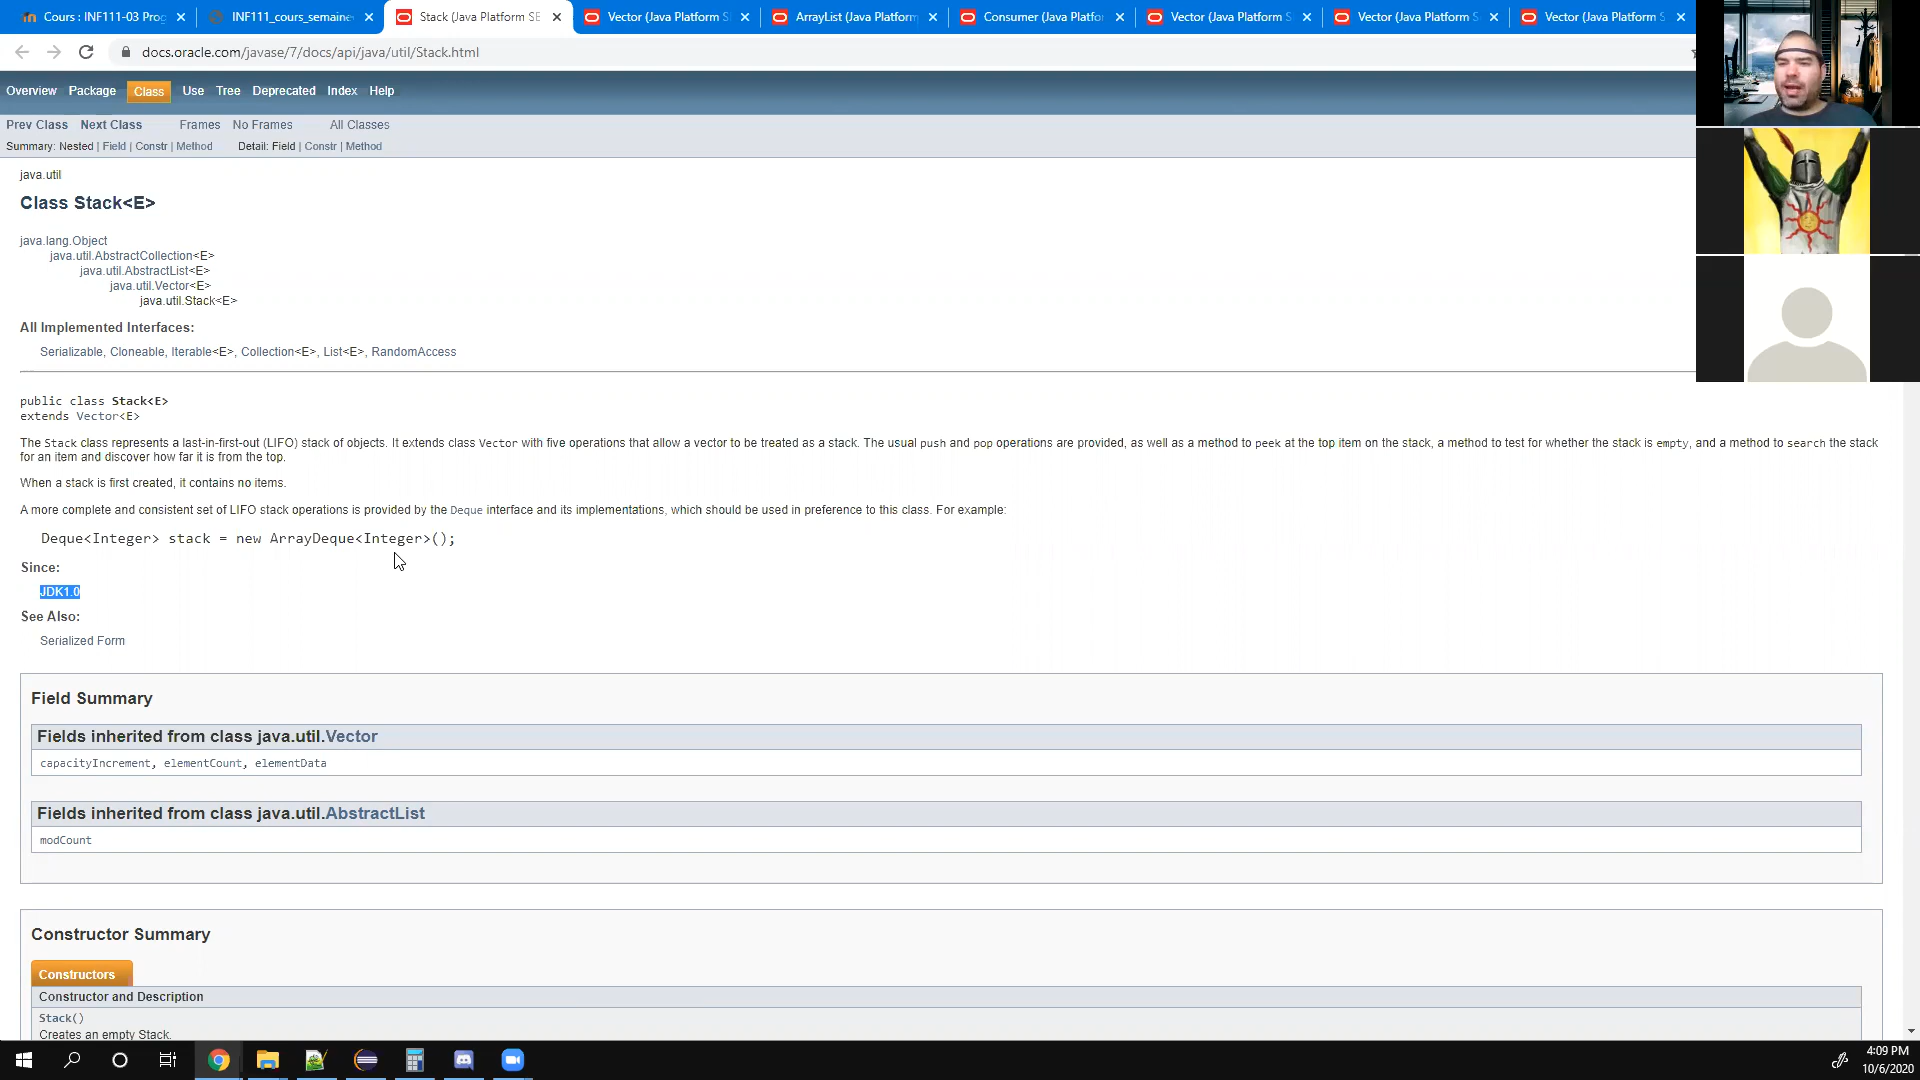 Cours : INF111-03 Prog
INF111_cours_semaine
Stack (Java Platform SE
Vector (Java Platform S
ArrayList (Java Platform
Consumer (Java Platfor
Vector (Java Platform S
Vector (Java Platform S
Vector (Java Platform S
docs.oracle.com/javase/7/docs/api/java/util/Stack.html
Overview Package Class Use Tree Deprecated Index Help
Prev Class Next Class Frames No Frames All Classes
Summary: Nested | Field | Constr | Method Detail: Field | Constr | Method
java.util
Class Stack<E>
java.lang.Object
java.util.AbstractCollection<E>
java.util.AbstractList<E>
java.util.Vector<E>
java.util.Stack<E>
All Implemented Interfaces:
Serializable, Cloneable, Iterable<E>, Collection<E>, List<E>, RandomAccess
public class Stack<E>
extends Vector<E>
The Stack class represents a last-in-first-out (LIFO) stack of objects. It extends class Vector with five operations that allow a vector to be treated as a stack. The usual push and pop operations are provided, as well as a method to peek at the top item on the stack, a method to test for whether the stack is empty, and a method to search the stack
for an item and discover how far it is from the top.
When a stack is first created, it contains no items.
A more complete and consistent set of LIFO stack operations is provided by the Deque interface and its implementations, which should be used in preference to this class. For example:
Deque<Integer> stack = new ArrayDeque<Integer>();
Since:
JDK1.0
See Also:
Serialized Form
Field Summary
Fields inherited from class java.util.Vector
capacityIncrement, elementCount, elementData
Fields inherited from class java.util.AbstractList
modCount
Constructor Summary
Constructors
Constructor and Description
Stack()
Creates an empty Stack.
4:09 PM
10/6/2020